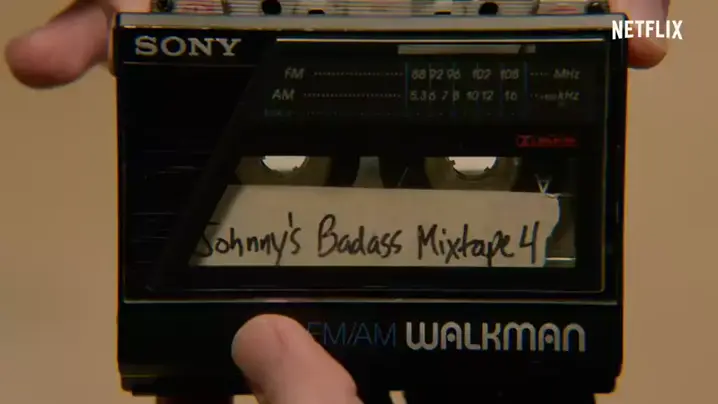 NETFLIX
SONY
FM 88 92 96 102 108 MHz
AM 5.3 6 7 8 10 12 16 kHz
Johnny's Badass Mixtape 4
FM/AM WALKMAN